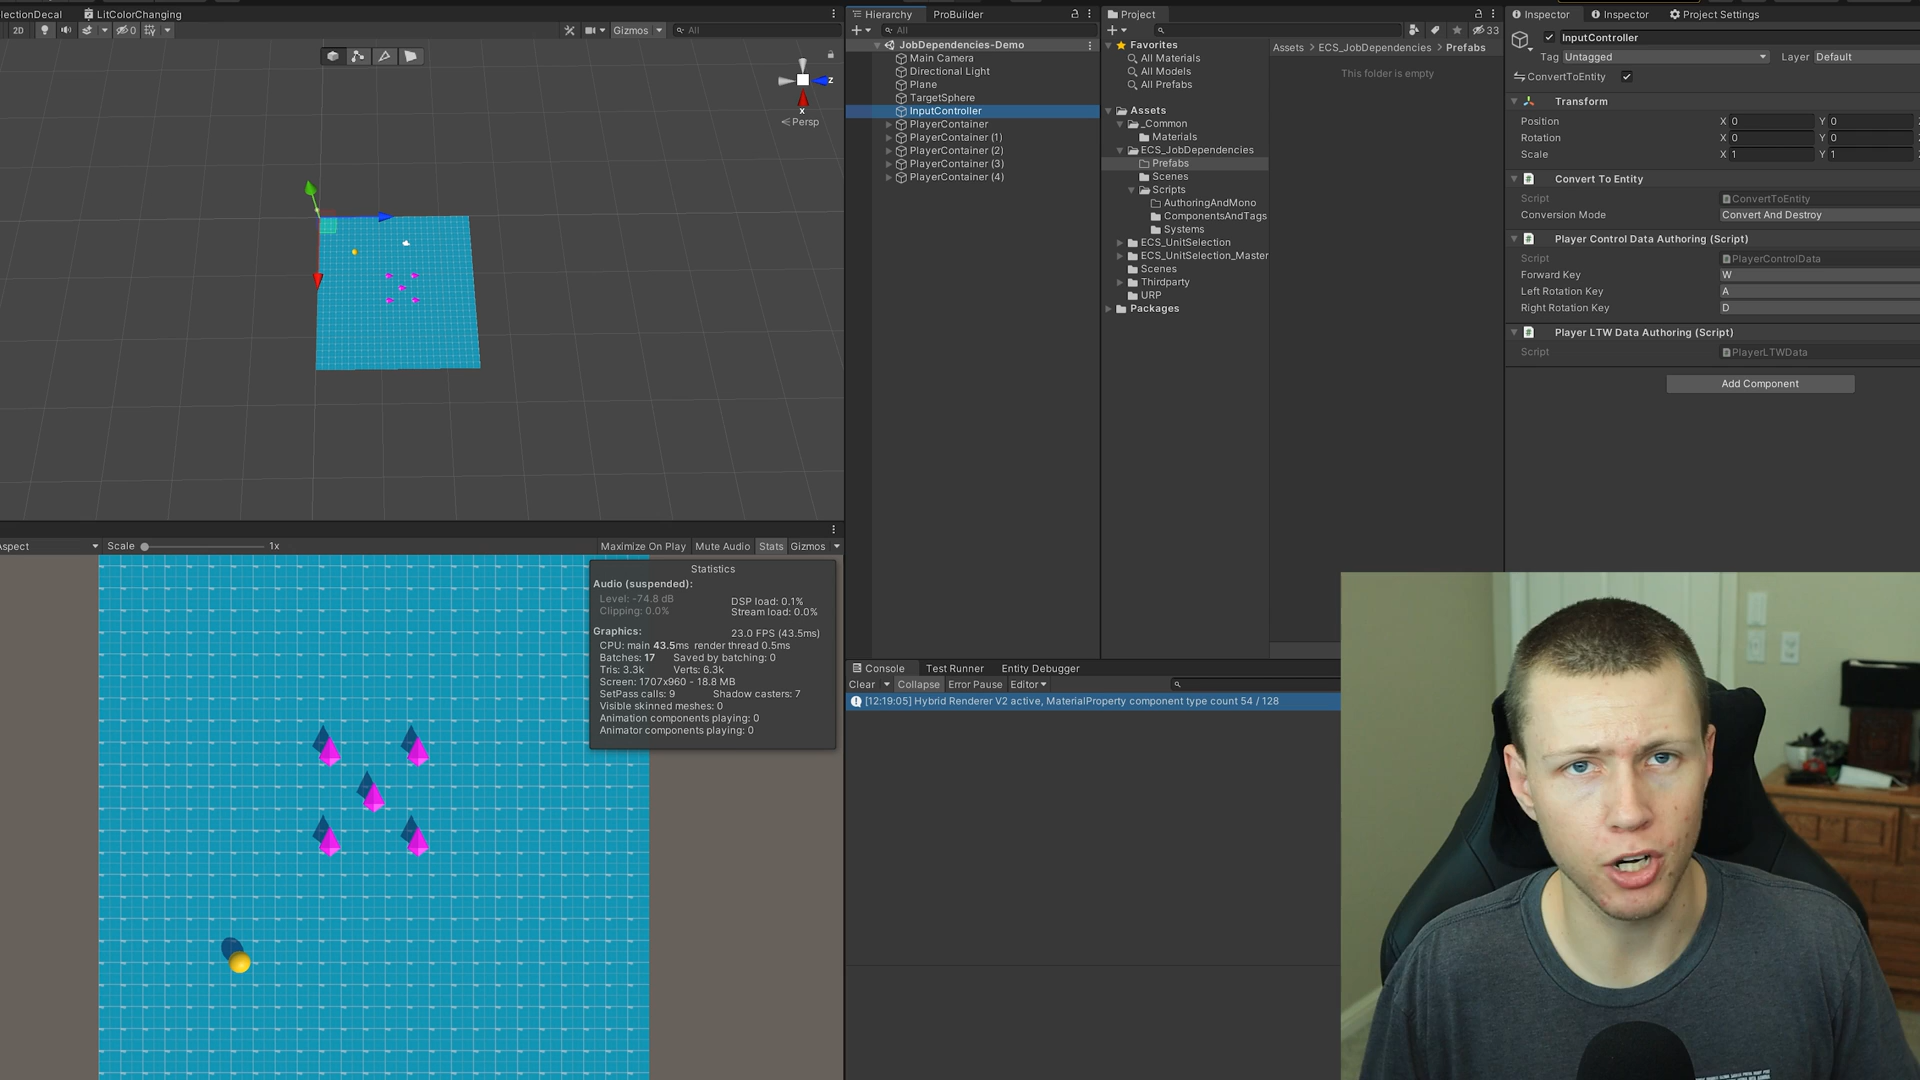 lectionDecal
LitColorChanging
2D
0
Gizmos
All
z
x
Persp
Hierarchy
ProBuilder
All
JobDependencies-Demo
Main Camera
Directional Light
Plane
TargetSphere
InputController
PlayerContainer
PlayerContainer (1)
PlayerContainer (2)
PlayerContainer (3)
PlayerContainer (4)
Project
33
Favorites
All Materials
All Models
All Prefabs
Assets
_Common
Materials
ECS_JobDependencies
Prefabs
Scenes
Scripts
AuthoringAndMono
ComponentsAndTags
Systems
ECS_UnitSelection
ECS_UnitSelection_Master
Scenes
Thirdparty
URP
Packages
Assets > ECS_JobDependencies > Prefabs
This folder is empty
Inspector
Inspector
Project Settings
InputController
Tag Untagged Layer Default
ConvertToEntity
Transform
Position X 0 Y 0
Rotation X 0 Y 0
Scale X 1 Y 1
Convert To Entity
Script ConvertToEntity
Conversion Mode Convert And Destroy
Player Control Data Authoring (Script)
Script PlayerControlData
Forward Key W
Left Rotation Key A
Right Rotation Key D
Player LTW Data Authoring (Script)
Script PlayerLTWData
Add Component
spect
Scale 1x
Maximize On Play
Mute Audio
Stats
Gizmos
Statistics
Audio (suspended):
Level: -74.8 dB DSP load: 0.1%
Clipping: 0.0% Stream load: 0.0%
Graphics: 23.0 FPS (43.5ms)
CPU: main 43.5ms render thread 0.5ms
Batches: 17 Saved by batching: 0
Tris: 3.3k Verts: 6.3k
Screen: 1707x960 - 18.8 MB
SetPass calls: 9 Shadow casters: 7
Visible skinned meshes: 0
Animation components playing: 0
Animator components playing: 0
Console
Test Runner
Entity Debugger
Clear
Collapse
Error Pause
Editor
[12:19:05] Hybrid Renderer V2 active, MaterialProperty component type count 54 / 128